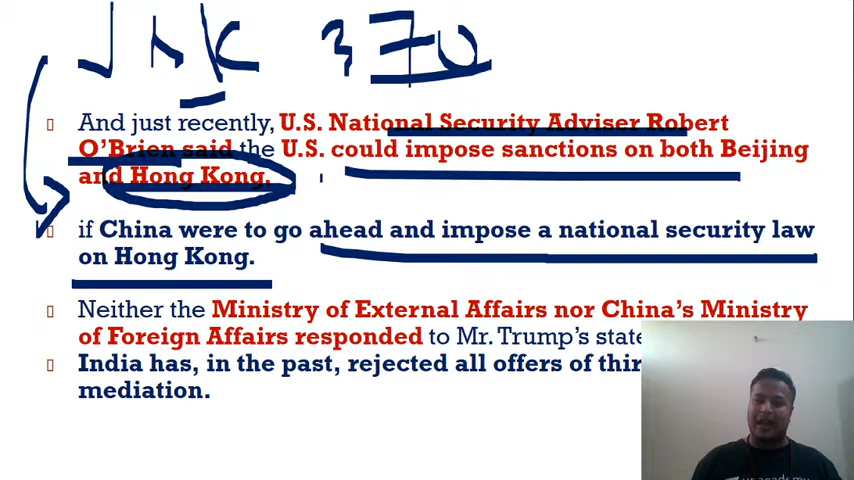 J n K 370
And just recently, U.S. National Security Adviser Robert
O'Brien said the U.S. could impose sanctions on both Beijing
and Hong Kong,
if China were to go ahead and impose a national security law
on Hong Kong.
Neither the Ministry of External Affairs nor China's Ministry
of Foreign Affairs responded to Mr. Trump's
India has, in the past, rejected all offers of
mediation.